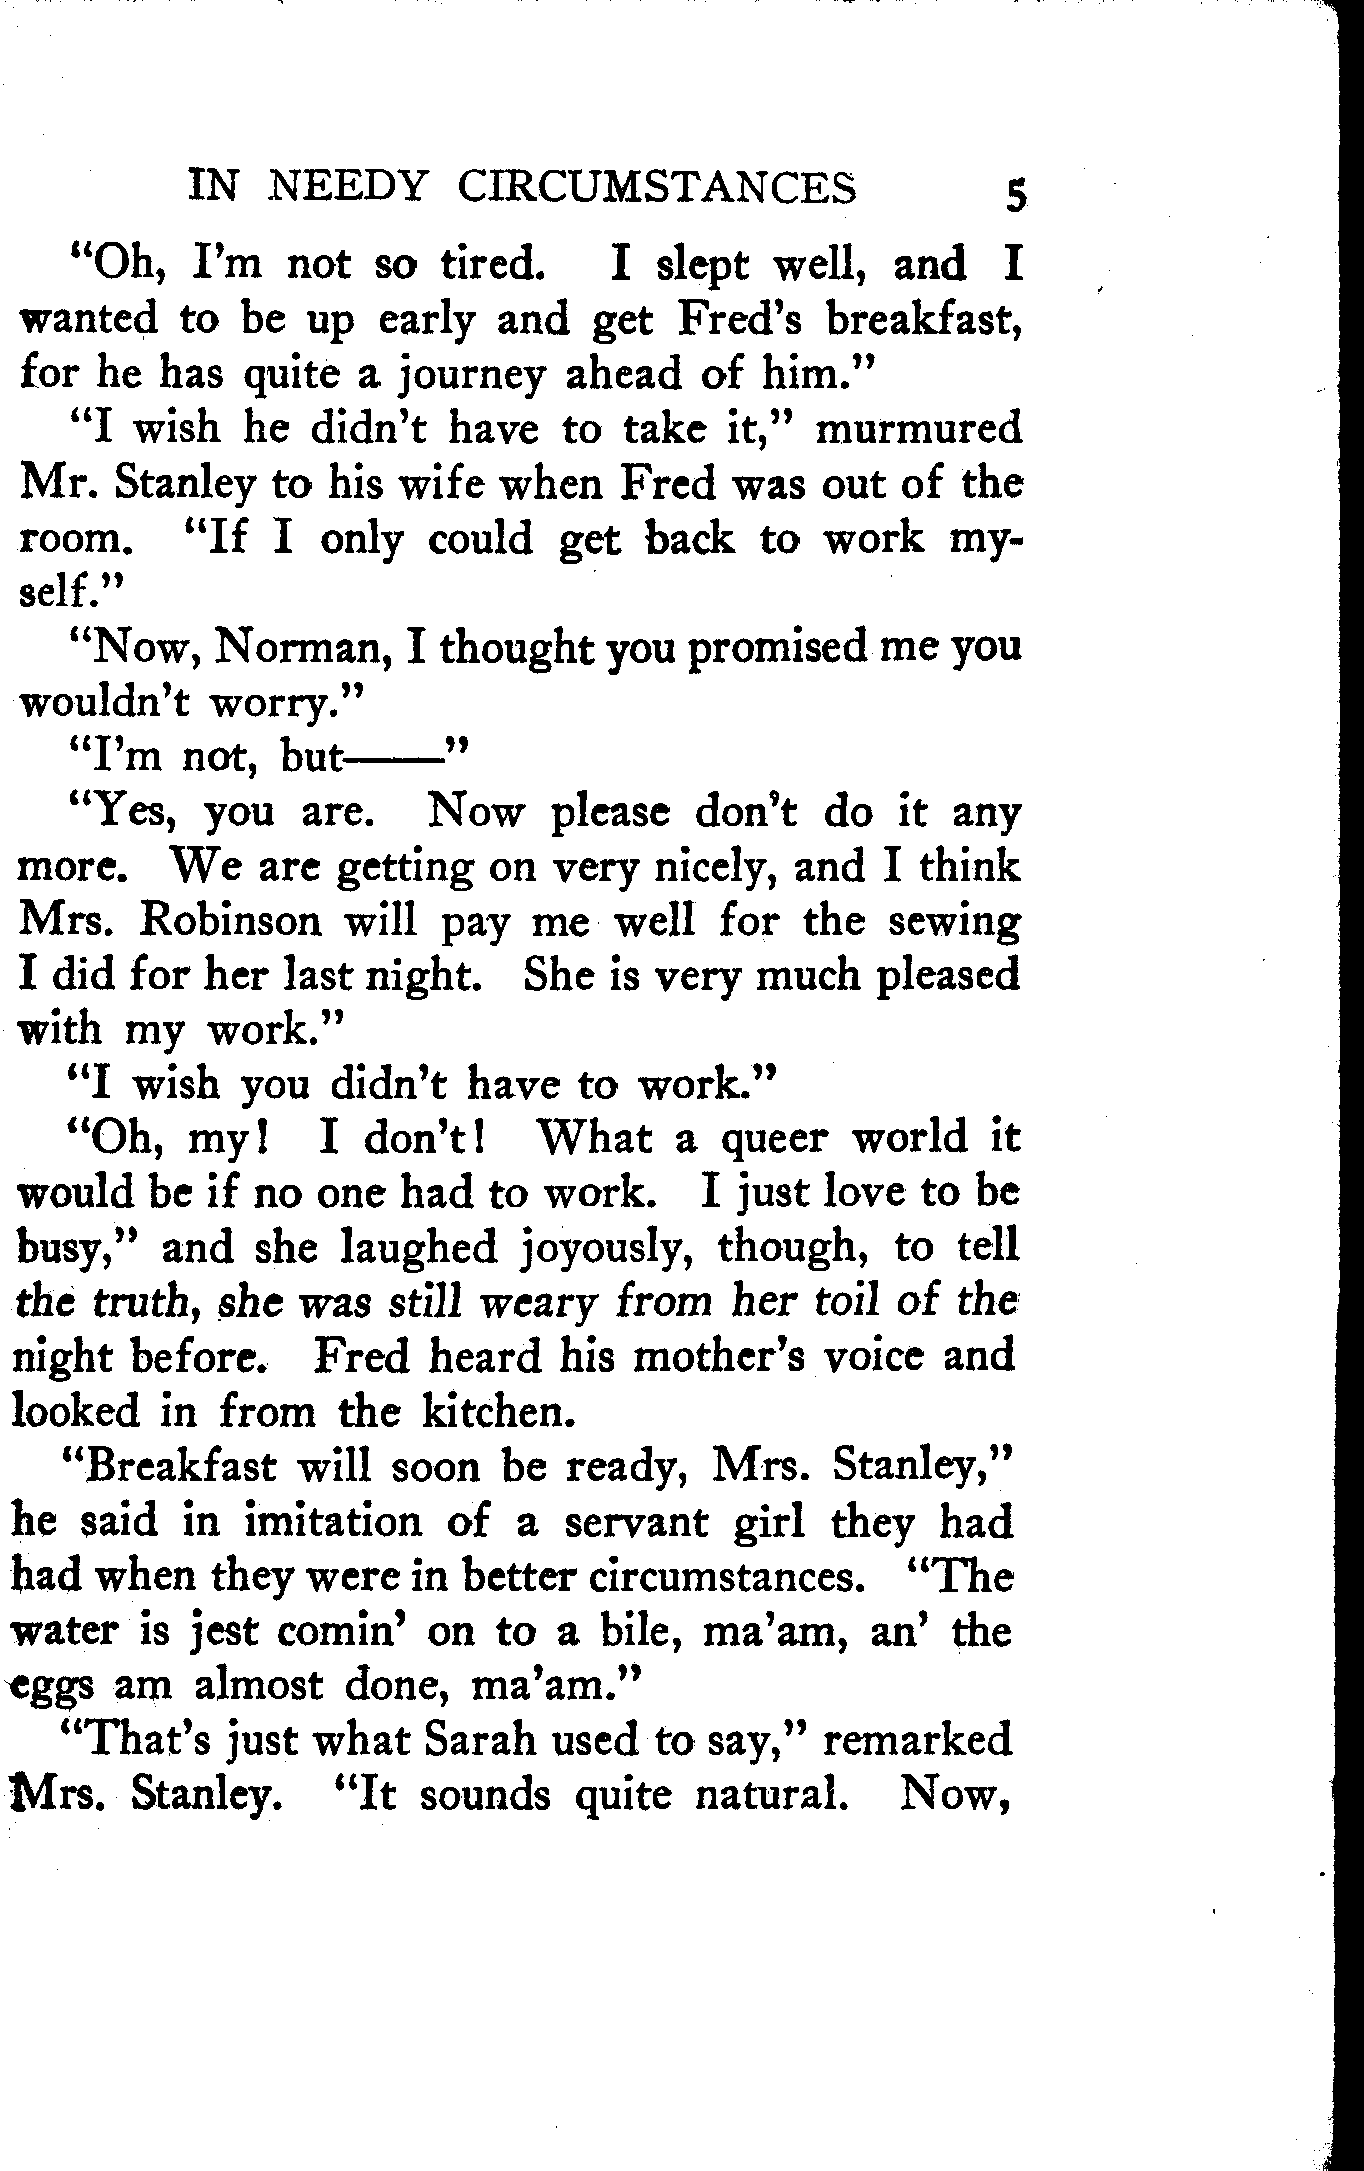 IN NEEDY CIRCUMSTANCES 5
“Oh, I’m not so tired. I slept well, and I
wanted to be up early and get Fred’s breakfast,
for he has quite a journey ahead of him.”
“I wish he didn’t have to take it,” murmured
Mr. Stanley to his wife when Fred was out of the
room. “If I only could get back to work my-
self.”
“Now, Norman, I thought you promised me you
wouldn’t worry.”
“I’m not, but——”
“Yes, you are. Now please don’t do it any
more. We are getting on very nicely, and I think
Mrs. Robinson will pay me well for the sewing
I did for her last night. She is very much pleased
with my work.”
“I wish you didn’t have to work.”
“Oh, my! I don’t! What a queer world it
would be if no one had to work. I just love to be
busy,” and she laughed joyously, though, to tell
the truth, she was still weary from her toil of the
night before. Fred heard his mother’s voice and
looked in from the kitchen.
“Breakfast will soon be ready, Mrs. Stanley,”
he said in imitation of a servant girl they had
had when they were in better circumstances. “The
water is jest comin’ on to a bile, ma’am, an’ the
eggs am almost done, ma’am.”
“That’s just what Sarah used to say,” remarked
Mrs. Stanley. “It sounds quite natural. Now,